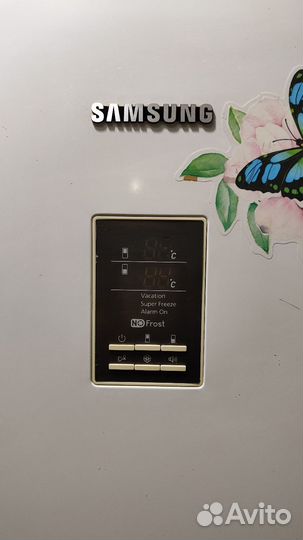 SAMSUNG
°C
°C
Vacation
Super Freeze
Alarm On
NO Frost
Avito